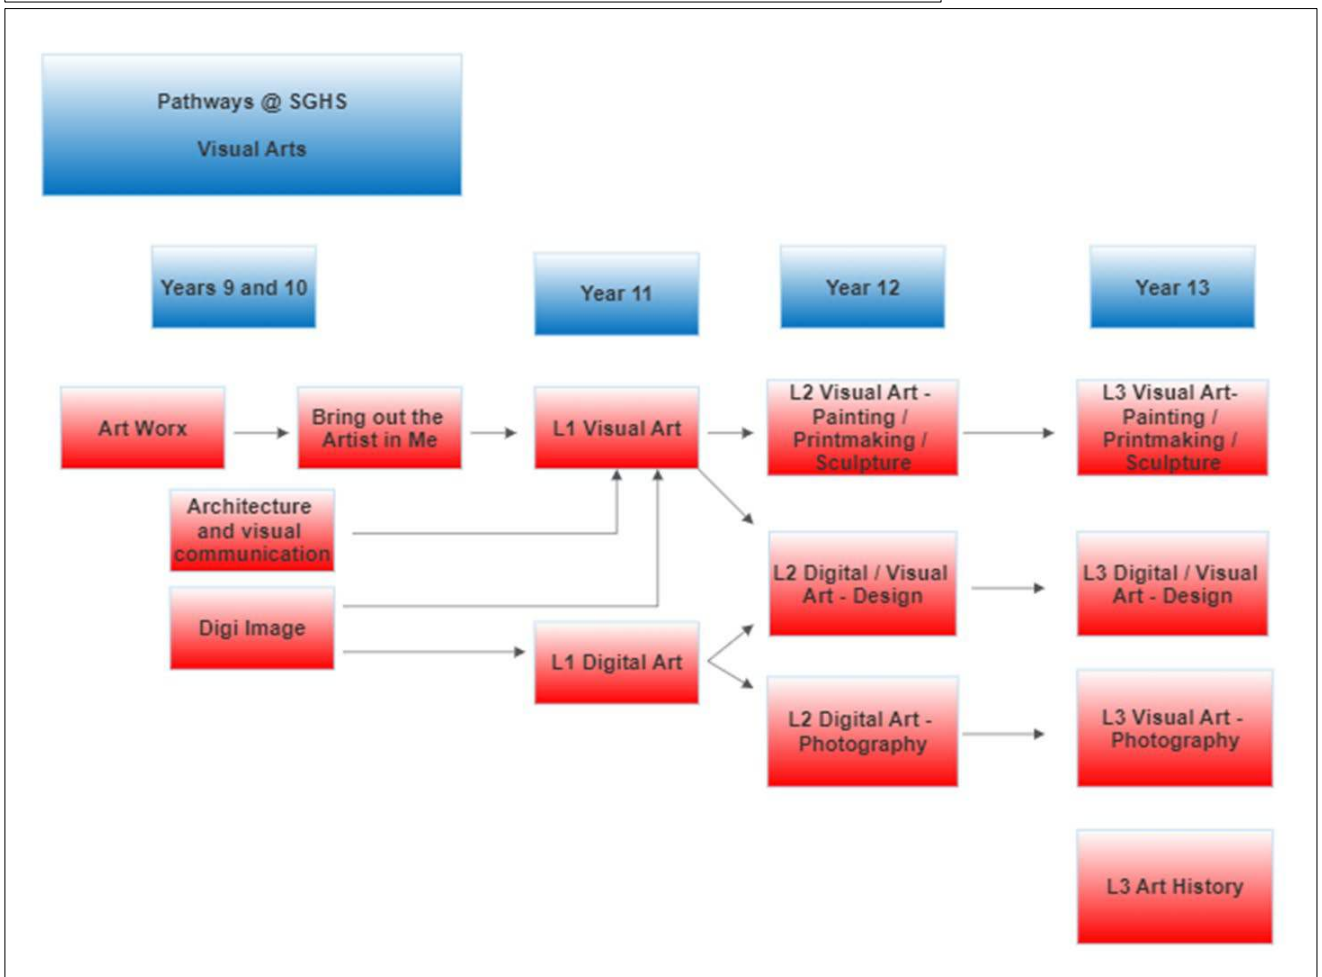 Pathways @ SGHS
Visual Arts
Years 9 and 10
Year 11
Year 12
Year 13
Art Worx
Bring out the
Artist in Me
L1 Visual Art
L2 Visual Art -
Painting /
Printmaking /
Sculpture
L3 Visual Art-
Painting /
Printmaking /
Sculpture
Architecture
and visual
communication
Digi Image
L1 Digital Art
L2 Digital / Visual
Art - Design
L3 Digital / Visual
Art - Design
L2 Digital Art -
Photography
L3 Visual Art -
Photography
L3 Art History